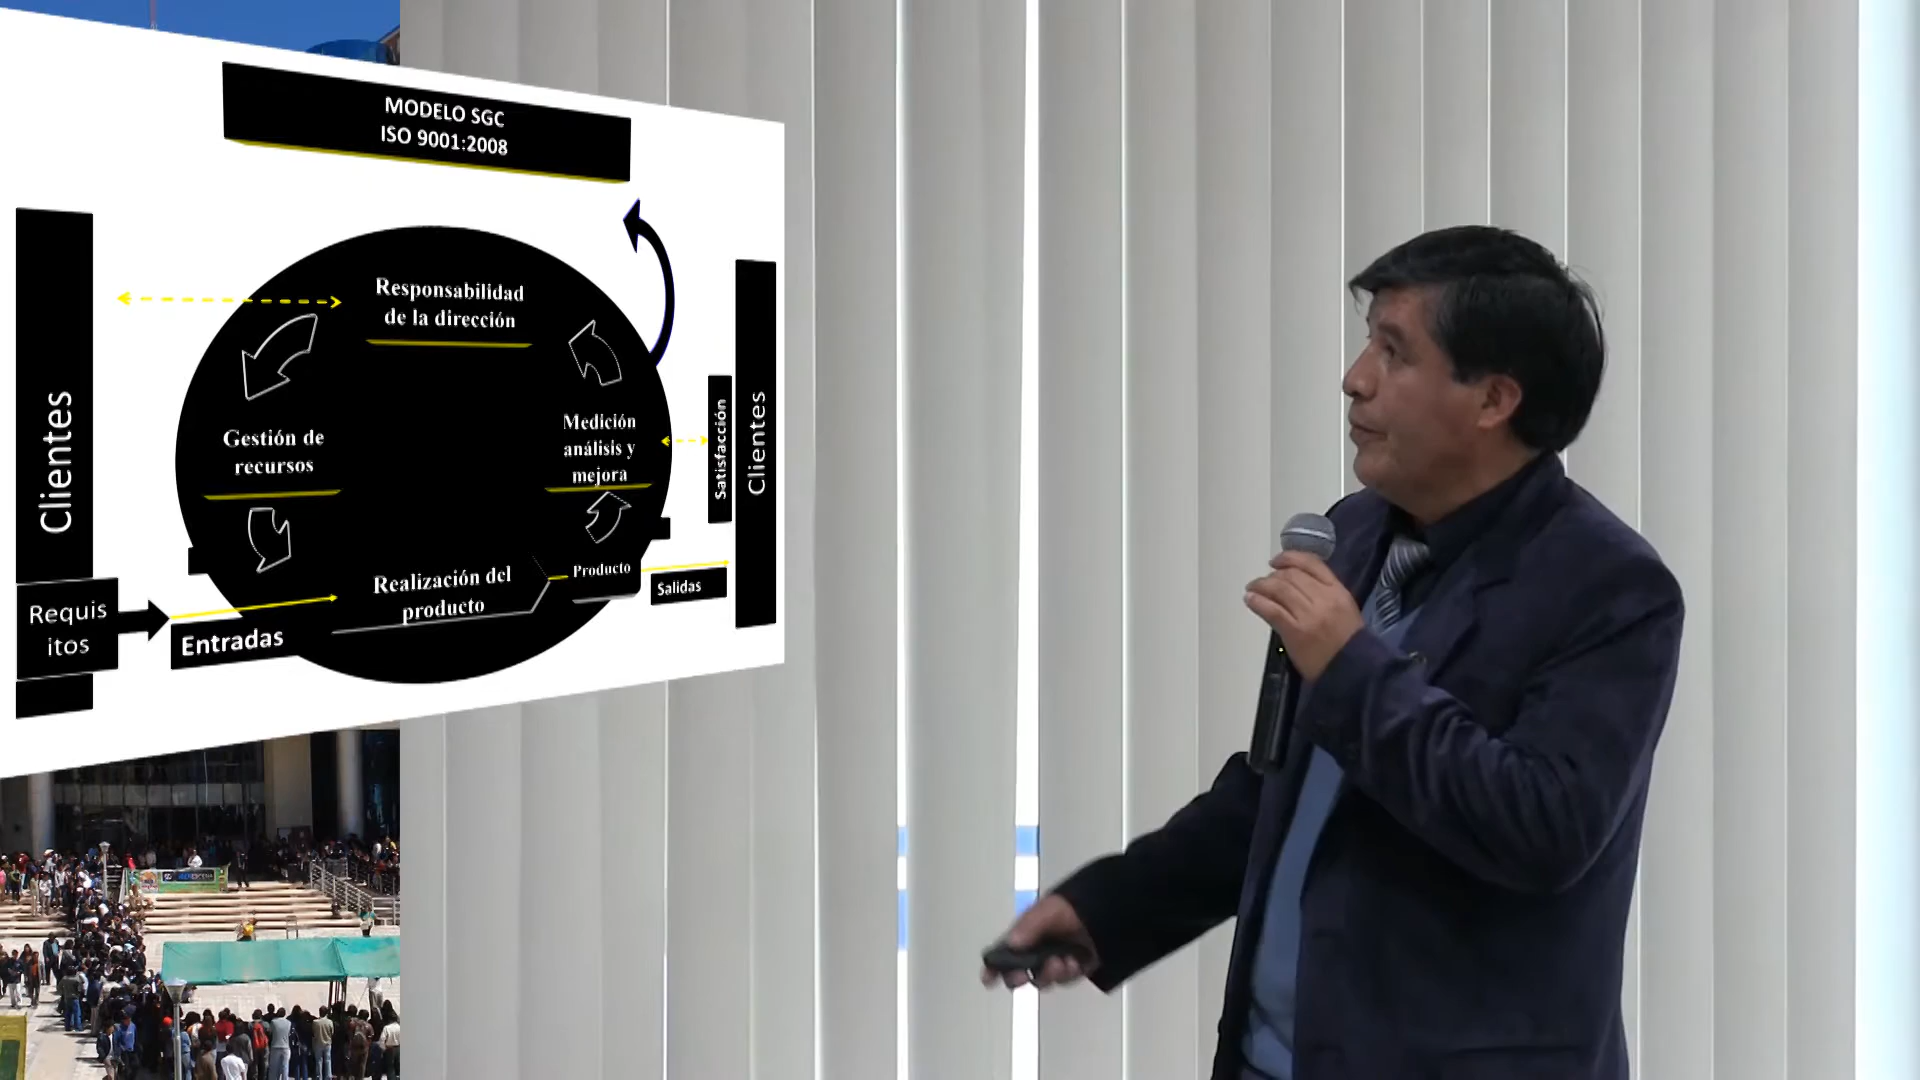 MODELO SGC
ISO 9001:2008
Responsabilidad
de la dirección
Clientes
Gestión de
recursos
Medición
análisis y
mejora
Satisfacción
Clientes
Realización del
producto
Producto
Salidas
Requis
itos
Entradas